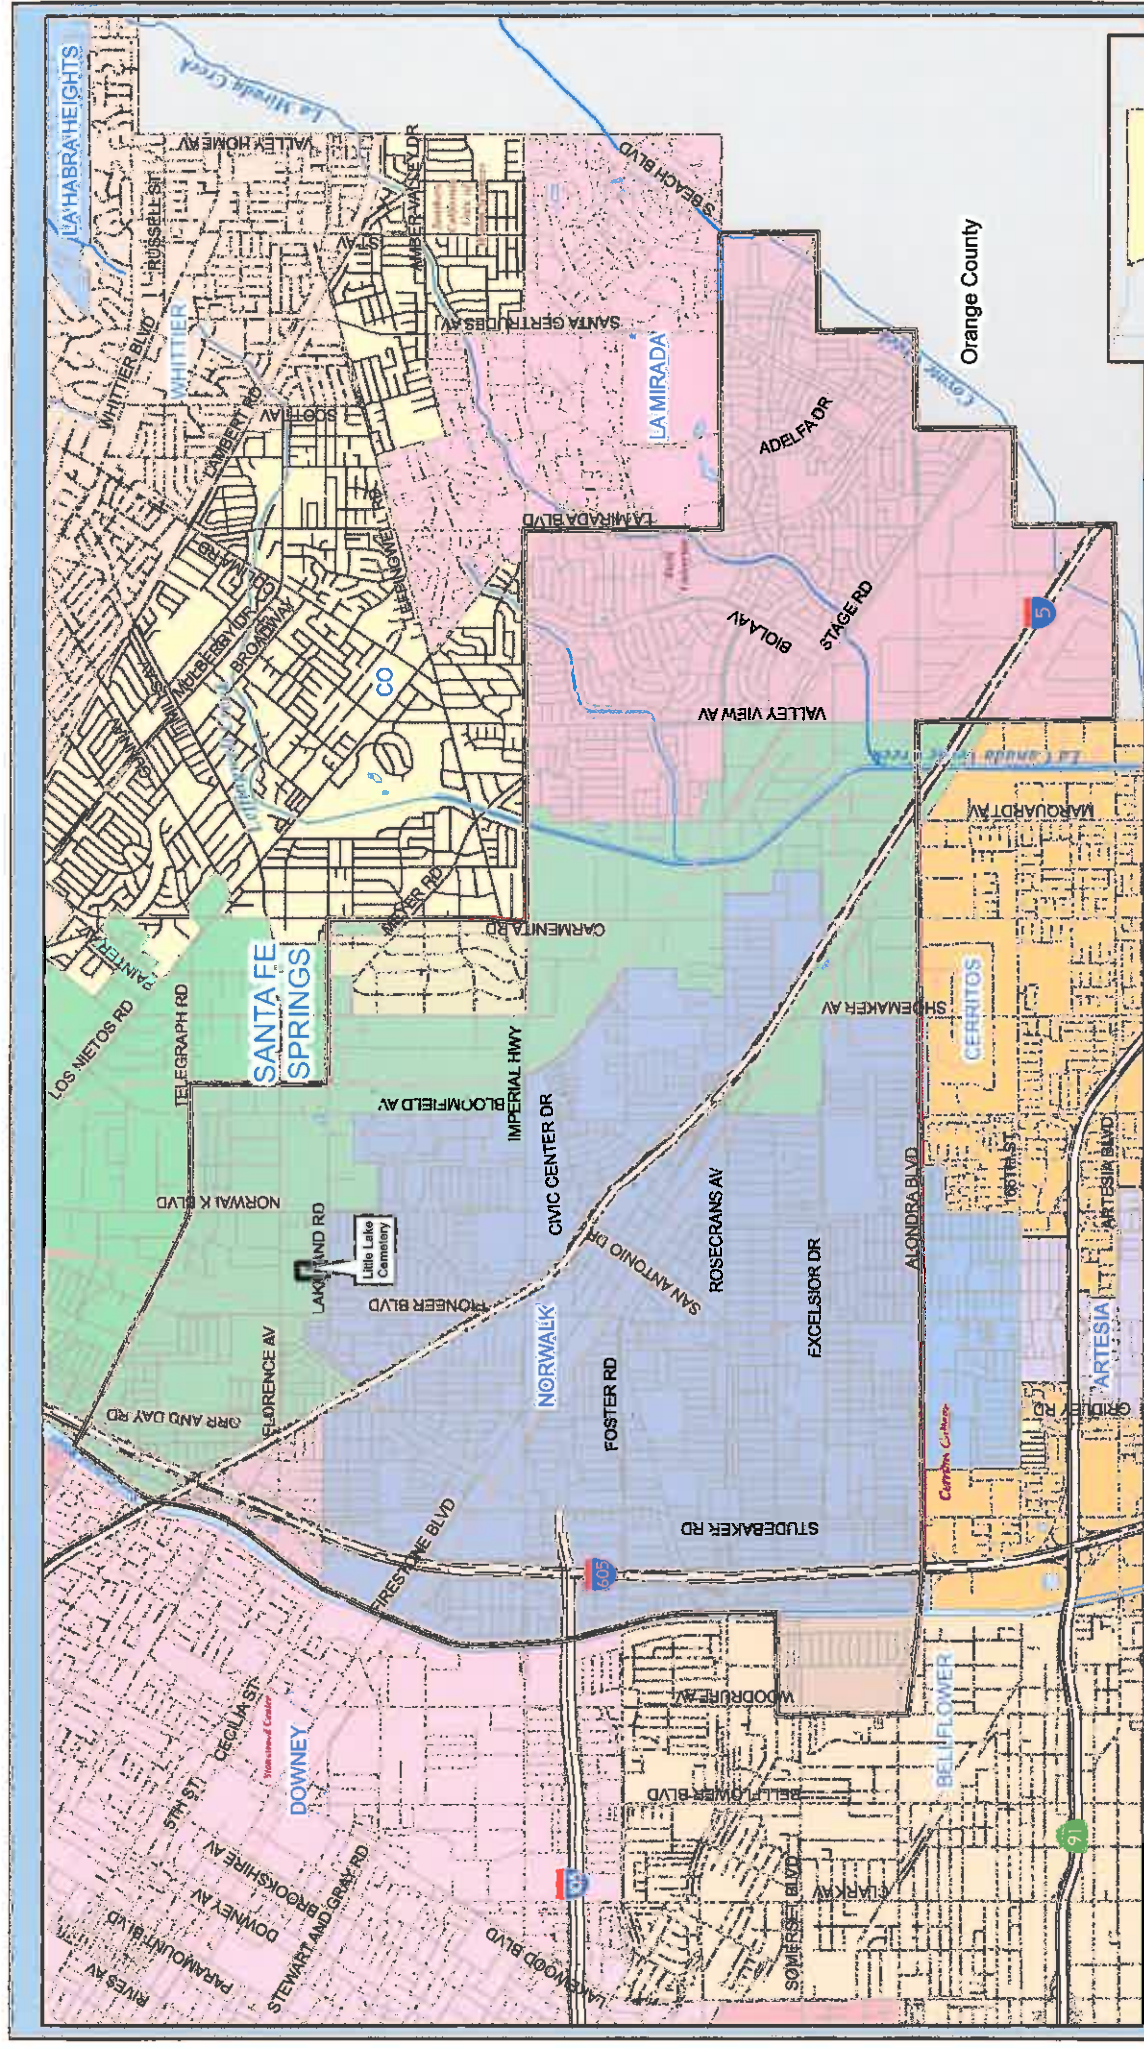 LA HABRA HEIGHTS
La Mirada Creek
VALLEY HOME AV
RUSSELL ST
WHITTIER BLVD
WHITTIER
LAMBERT RD
SCOTT AV
AMBER VALLEY DR
S BEACH BLVD
SANTA GERTRUDES AV
LA MIRADA
LA MIRADA BLVD
ADELFA DR
Orange County
Coyote Creek
BIOLA AV
STAGE RD
VALLEY VIEW AV
5
MULBERRY DR
BROADWAY
CO
LEFFINGWELL RD
MEYER RD
CARMENITA RD
PAINTER AV
LOS NIETOS RD
TELEGRAPH RD
SANTA FE
SPRINGS
BLOOMFIELD AV
IMPERIAL HWY
CIVIC CENTER DR
SHOEMAKER AV
MARQUARDT AV
CERRITOS
NORWALK BLVD
LAKELAND RD
Little Lake
Cemetery
PIONEER BLVD
SAN ANTONIO DR
ROSECRANS AV
EXCELSIOR DR
ALONDRA BLVD
166TH ST
ARTESIA BLVD
ARTESIA
GRIDLEY RD
NORWALK
FOSTER RD
FLORENCE AV
ORR AND DAY RD
FIRESTONE BLVD
STUDEBAKER RD
605
Cerritos College
CECILIA ST
Stonewood Center
DOWNEY
5TH ST
BROOKSHIRE AV
DOWNEY AV
PARAMOUNT BLVD
RIVES AV
STEWART AND GRAY RD
LAKEWOOD BLVD
WOODRUFF AV
BELLFLOWER BLVD
BELLFLOWER
SOMERSET BLVD
CLARK AV
91